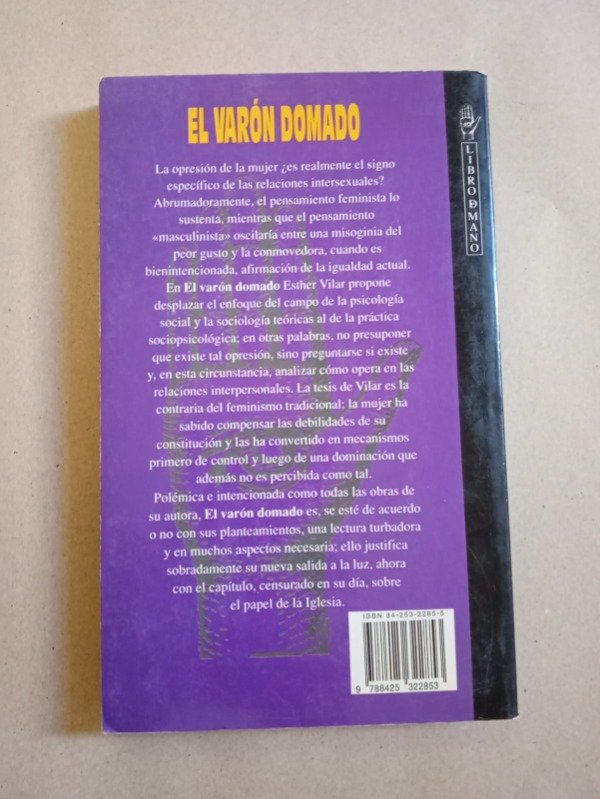 EL VARÓN DOMADO
La opresión de la mujer ¿es realmente el signo
específico de las relaciones intersexuales?
Abrumadoramente, el pensamiento feminista lo
sustenta, mientras que el pensamiento
«masculinista» oscilaría entre una misoginia del
peor gusto y la conmovedora, cuando es
bienintencionada, afirmación de la igualdad actual.
En El varón domado Esther Vilar propone
desplazar el enfoque del campo de la psicología
social y la sociología teóricas al de la práctica
sociopsicológica; en otras palabras, no presuponer
que existe tal opresión, sino preguntarse si existe
y, en esta circunstancia, analizar cómo opera en las
relaciones interpersonales. La tesis de Vilar es la
contraria del feminismo tradicional: la mujer ha
sabido compensar las debilidades de su
constitución y las ha convertido en mecanismos
primero de control y luego de una dominación que
además no es percibida como tal.
Polémica e intencionada como todas las obras de
su autora, El varón domado es, se esté de acuerdo
o no con sus planteamientos, una lectura turbadora
y en muchos aspectos necesaria; ello justifica
sobradamente su nueva salida a la luz, ahora
con el capítulo, censurado en su día, sobre
el papel de la Iglesia.
ISBN 84-253-2285-5
9 788425 322853
LIBRO D MANO